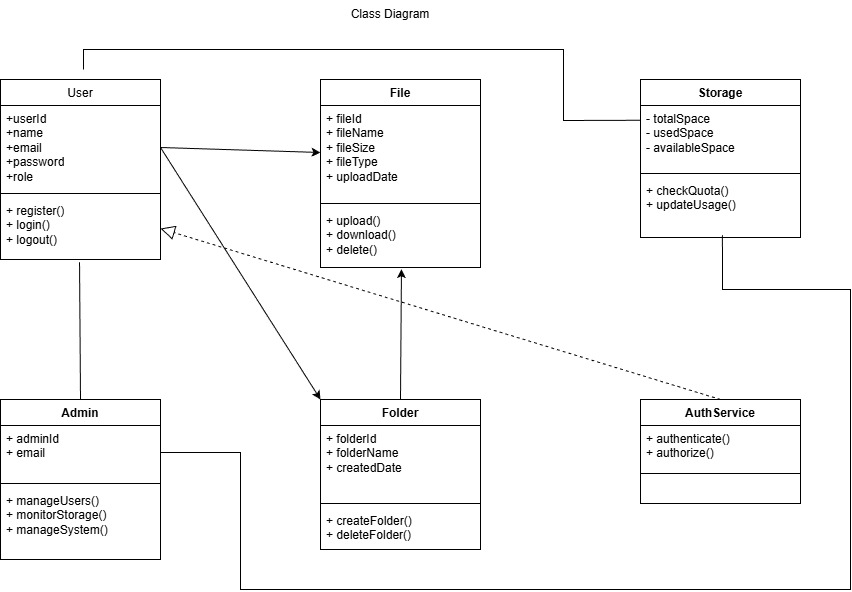 Class Diagram
User
+userId
+name
+email
+password
+role
+ register()
+ login()
+ logout()
File
+ fileId
+ fileName
+ fileSize
+ fileType
+ uploadDate
+ upload()
+ download()
+ delete()
Storage
- totalSpace
- usedSpace
- availableSpace
+ checkQuota()
+ updateUsage()
Admin
+ adminId
+ email
+ manageUsers()
+ monitorStorage()
+ manageSystem()
Folder
+ folderId
+ folderName
+ createdDate
+ createFolder()
+ deleteFolder()
AuthService
+ authenticate()
+ authorize()